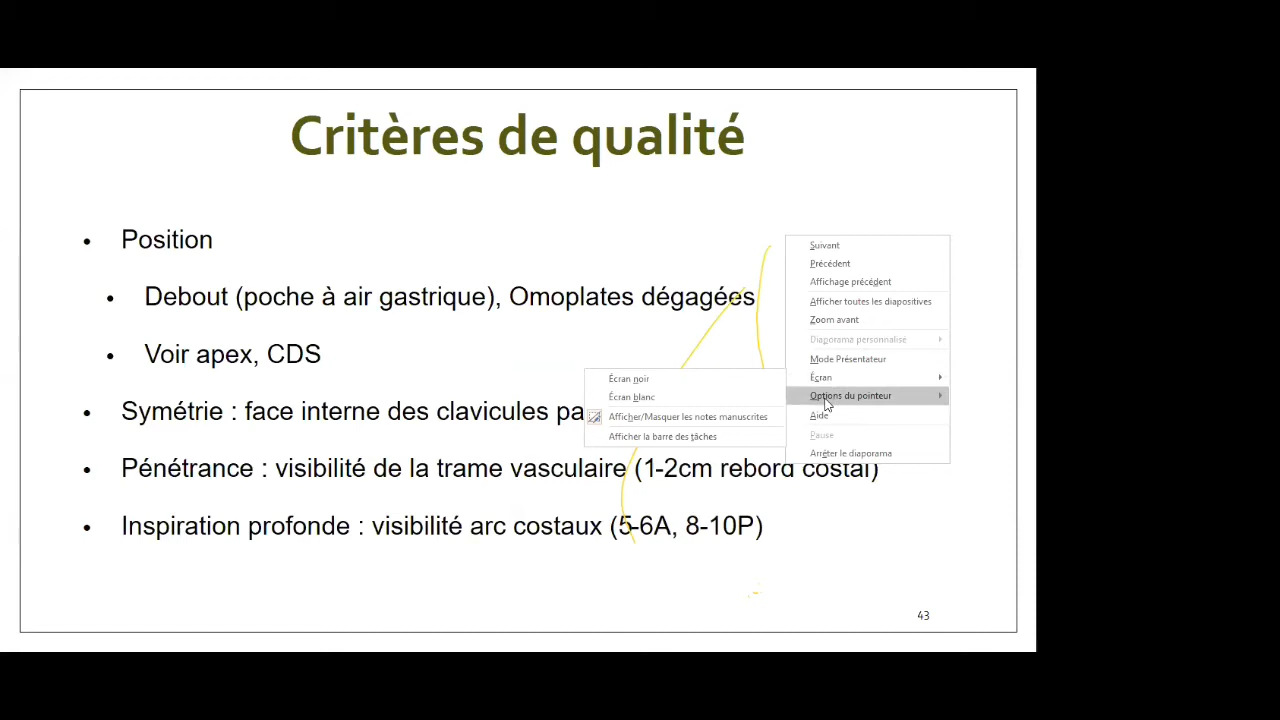 Critères de qualité
• Position
• Debout (poche à air gastrique), Omoplates dégagées
• Voir apex, CDS
• Symétrie : face interne des clavicules
• Pénétrance : visibilité de la trame vasculaire (1-2cm rebord costal)
• Inspiration profonde : visibilité arc costaux (5-6A, 8-10P)
43
Suivant
Précédent
Affichage précédent
Afficher toutes les diapositives
Zoom avant
Diaporama personnalisé
Mode Présentateur
Écran
Options du pointeur
Aide
Pause
Arrêter le diaporama
Écran noir
Écran blanc
Afficher/Masquer les notes manuscrites
Afficher la barre des tâches